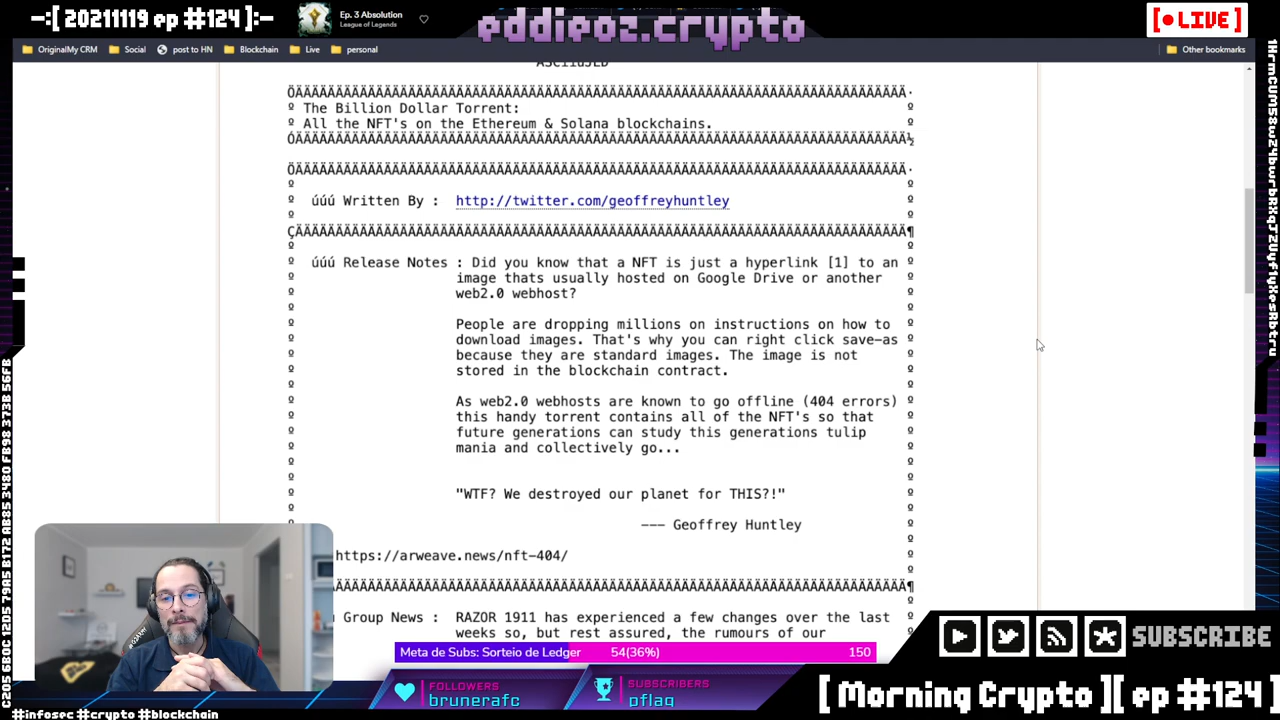 -:[ 20211119 ep #124]:-
Ep. 3 Absolution
League of Legends
eddieoz.crypto
[●LIVE]
OriginalMy CRM
Social
post to HN
Blockchain
Live
personal
Other bookmarks
The Billion Dollar Torrent:
All the NFT's on the Ethereum & Solana blockchains.
úúú Written By : http://twitter.com/geoffreyhuntley
úúú Release Notes : Did you know that a NFT is just a hyperlink [1] to an
image thats usually hosted on Google Drive or another
web2.0 webhost?
People are dropping millions on instructions on how to
download images. That's why you can right click save-as
because they are standard images. The image is not
stored in the blockchain contract.
As web2.0 webhosts are known to go offline (404 errors)
this handy torrent contains all of the NFT's so that
future generations can study this generations tulip
mania and collectively go...
"WTF? We destroyed our planet for THIS?!"
--- Geoffrey Huntley
https://arweave.news/nft-404/
Group News : RAZOR 1911 has experienced a few changes over the last
weeks so, but rest assured, the rumours of our
Meta de Subs: Sorteio de Ledger 54(36%) 150
SUBSCRIBE
FOLLOWERS
brunerafc
SUBSCRIBERS
pflaq
[ Morning Crypto ][ ep #124]
#infosec #crypto #blockchain